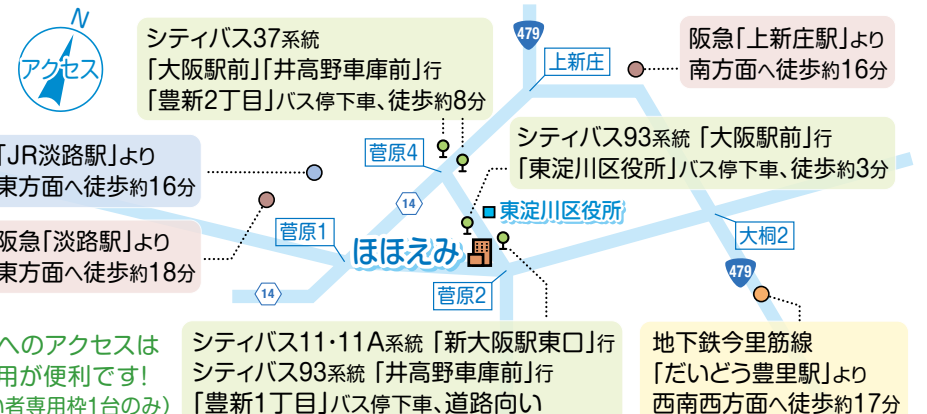 N
アクセス
シティバス37系統
「大阪駅前」「井高野車庫前」行
「豊新2丁目」バス停下車、徒歩約8分
479
上新庄
阪急「上新庄駅」より
南方面へ徒歩約16分
「JR淡路駅」より
東方面へ徒歩約16分
菅原4
シティバス93系統 「大阪駅前」行
「東淀川区役所」バス停下車、徒歩約3分
14
東淀川区役所
阪急「淡路駅」より
東方面へ徒歩約18分
菅原1
ほほえみ
大桐2
479
14
菅原2
へのアクセスは
用が便利です!
い者専用枠1台のみ)
シティバス11・11A系統 「新大阪駅東口」行
シティバス93系統 「井高野車庫前」行
「豊新1丁目」バス停下車、道路向い
地下鉄今里筋線
「だいどう豊里駅」より
西南西方面へ徒歩約17分